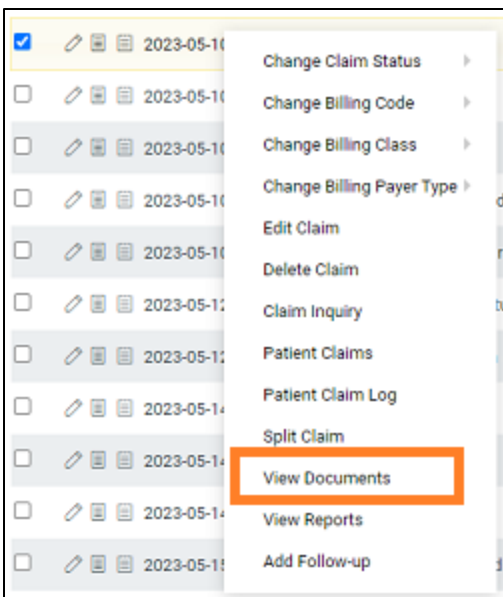 2023-05-10
Change Claim Status
Change Billing Code
2023-05-10
Change Billing Class
2023-05-10
Change Billing Payer Type
2023-05-10
Edit Claim
2023-05-10
Delete Claim
2023-05-12
Claim Inquiry
2023-05-12
Patient Claims
Patient Claim Log
2023-05-14
Split Claim
2023-05-14
View Documents
2023-05-14
View Reports
2023-05-15
Add Follow-up